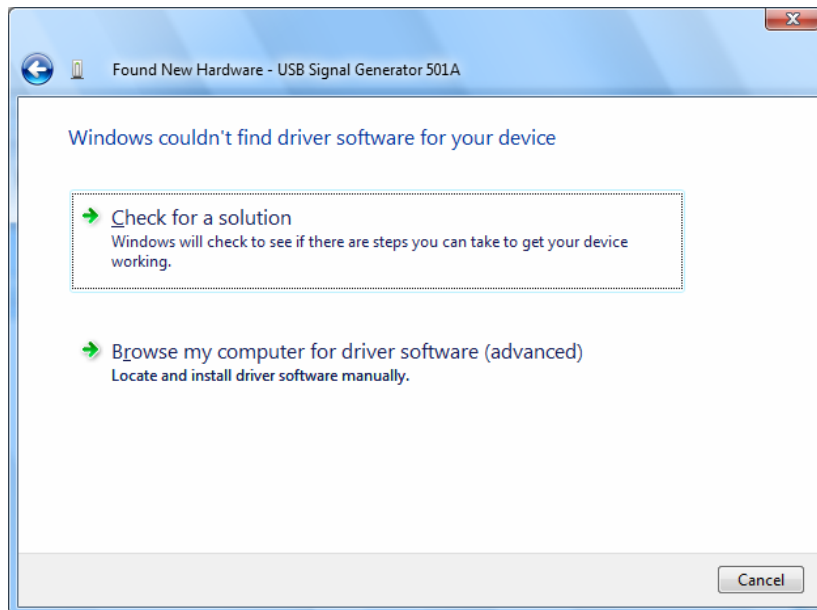 Found New Hardware - USB Signal Generator 501A
Windows couldn't find driver software for your device
Check for a solution
Windows will check to see if there are steps you can take to get your device
working.
Browse my computer for driver software (advanced)
Locate and install driver software manually.
Cancel